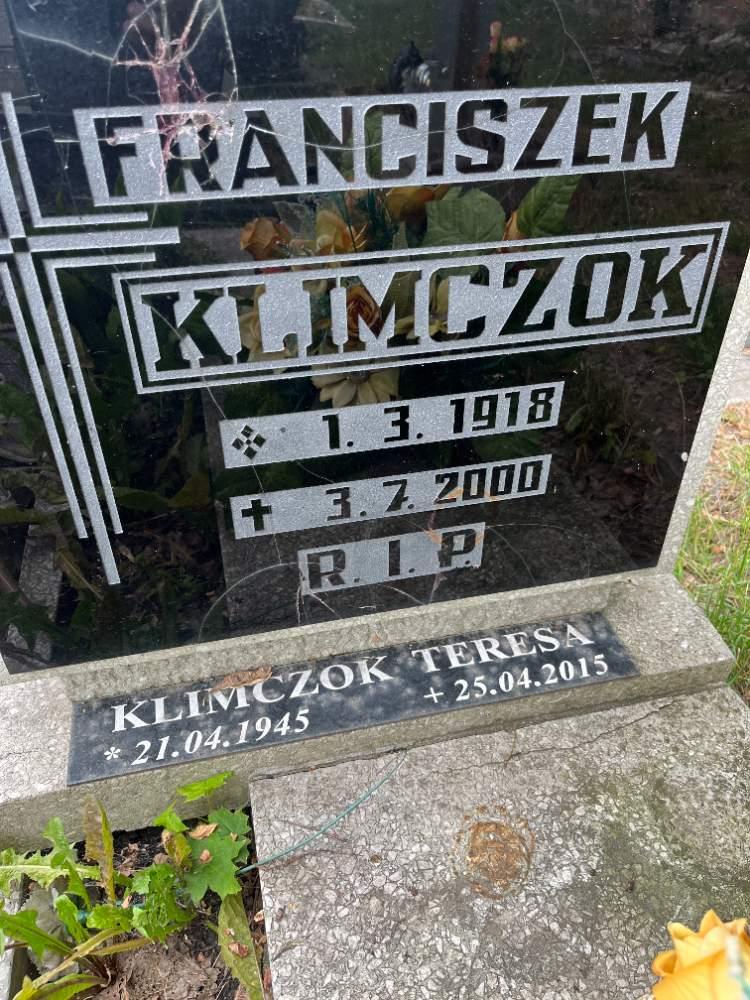 FRANCISZEK
KLIMCZOK
1. 3. 1918
✝ 3. 7. 2000
R. I. P.
KLIMCZOK TERESA
* 21.04.1945 + 25.04.2015